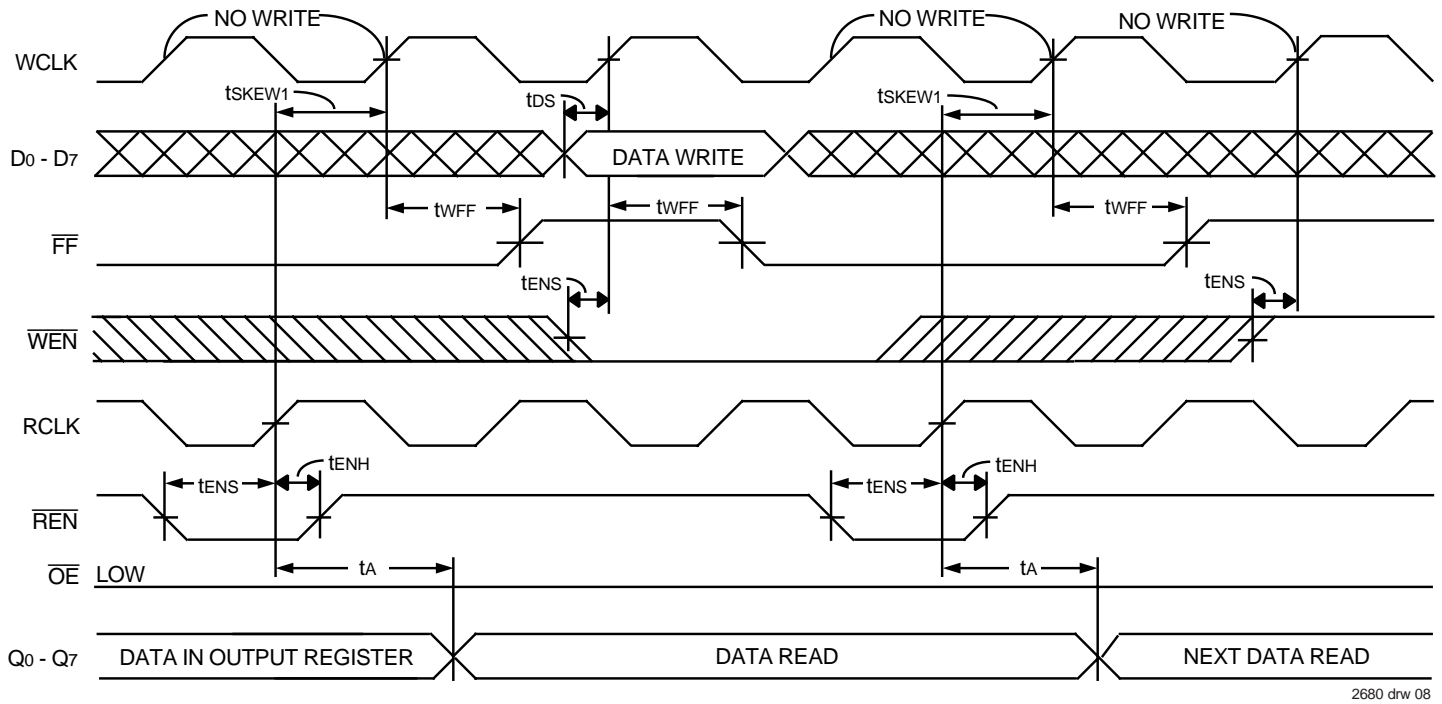 NO WRITE NO WRITE NO WRITE
WCLK
tSKEW1 tDS tSKEW1
D0 - D7 DATA WRITE
tWFF tWFF tWFF
FF
tENS tENS
WEN
RCLK
tENH tENH
tENS tENS
REN
tA tA
OE LOW
Q0 - Q7 DATA IN OUTPUT REGISTER DATA READ NEXT DATA READ
2680 drw 08